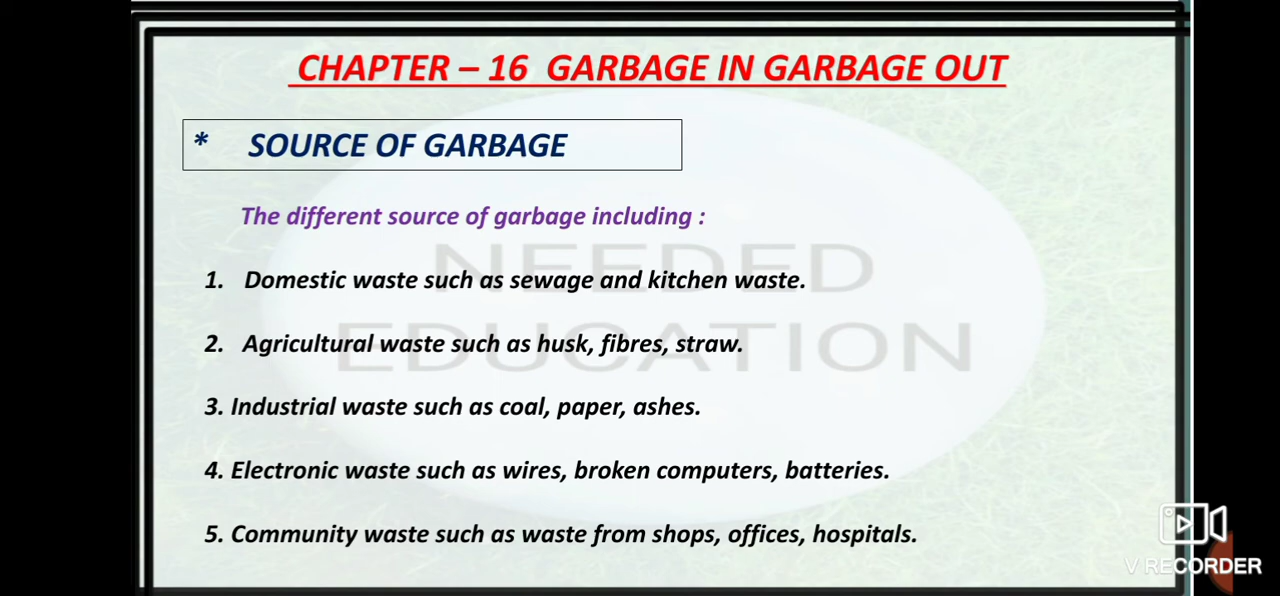 CHAPTER – 16 GARBAGE IN GARBAGE OUT
* SOURCE OF GARBAGE
The different source of garbage including :
NEEDED
1. Domestic waste such as sewage and kitchen waste.
2. Agricultural waste such as husk, fibres, straw.
EDUCATION
3. Industrial waste such as coal, paper, ashes.
4. Electronic waste such as wires, broken computers, batteries.
5. Community waste such as waste from shops, offices, hospitals.
V RECORDER